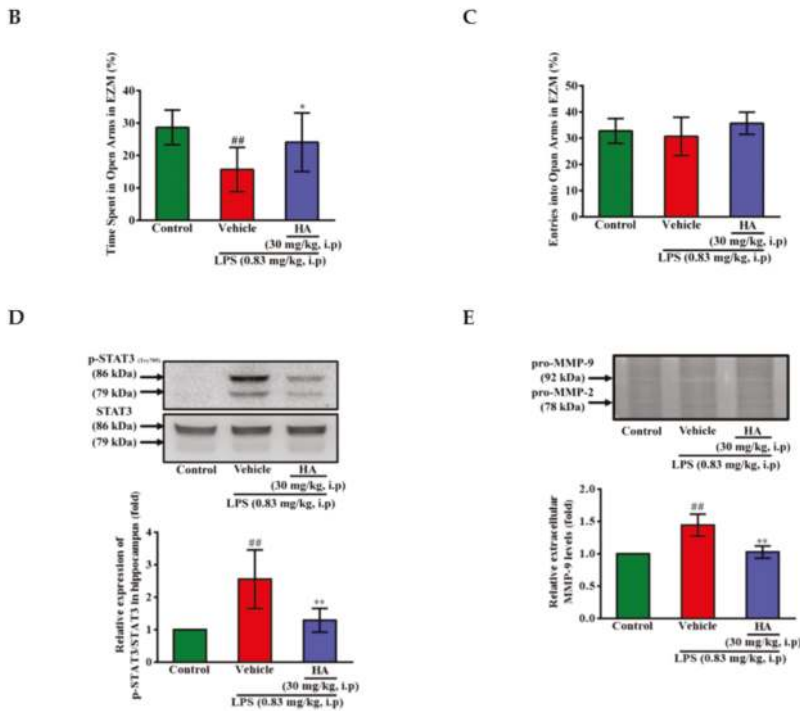 B
Time Spent in Open Arms in EZM (%)
40
30
20
10
0
##
*
Control
Vehicle
HA
(30 mg/kg, i.p)
LPS (0.83 mg/kg, i.p)
C
Entries into Opan Arms in EZM (%)
50
40
30
20
10
0
Control
Vehicle
HA
(30 mg/kg, i.p)
LPS (0.83 mg/kg, i.p)
D
p-STAT3
(86 kDa)
(79 kDa)
STAT3
(86 kDa)
(79 kDa)
Control
Vehicle
HA
(30 mg/kg, i.p)
LPS (0.83 mg/kg, i.p)
Relative expression of
p-STAT3/STAT3 in hippocampus (fold)
4
3
2
1
0
##
**
Control
Vehicle
HA
(30 mg/kg, i.p)
LPS (0.83 mg/kg, i.p)
E
pro-MMP-9
(92 kDa)
pro-MMP-2
(78 kDa)
Control
Vehicle
HA
(30 mg/kg, i.p)
LPS (0.83 mg/kg, i.p)
Relative extracellular
MMP-9 levels (fold)
2.0
1.5
1.0
0.5
0.0
##
**
Control
Vehicle
HA
(30 mg/kg, i.p)
LPS (0.83 mg/kg, i.p)